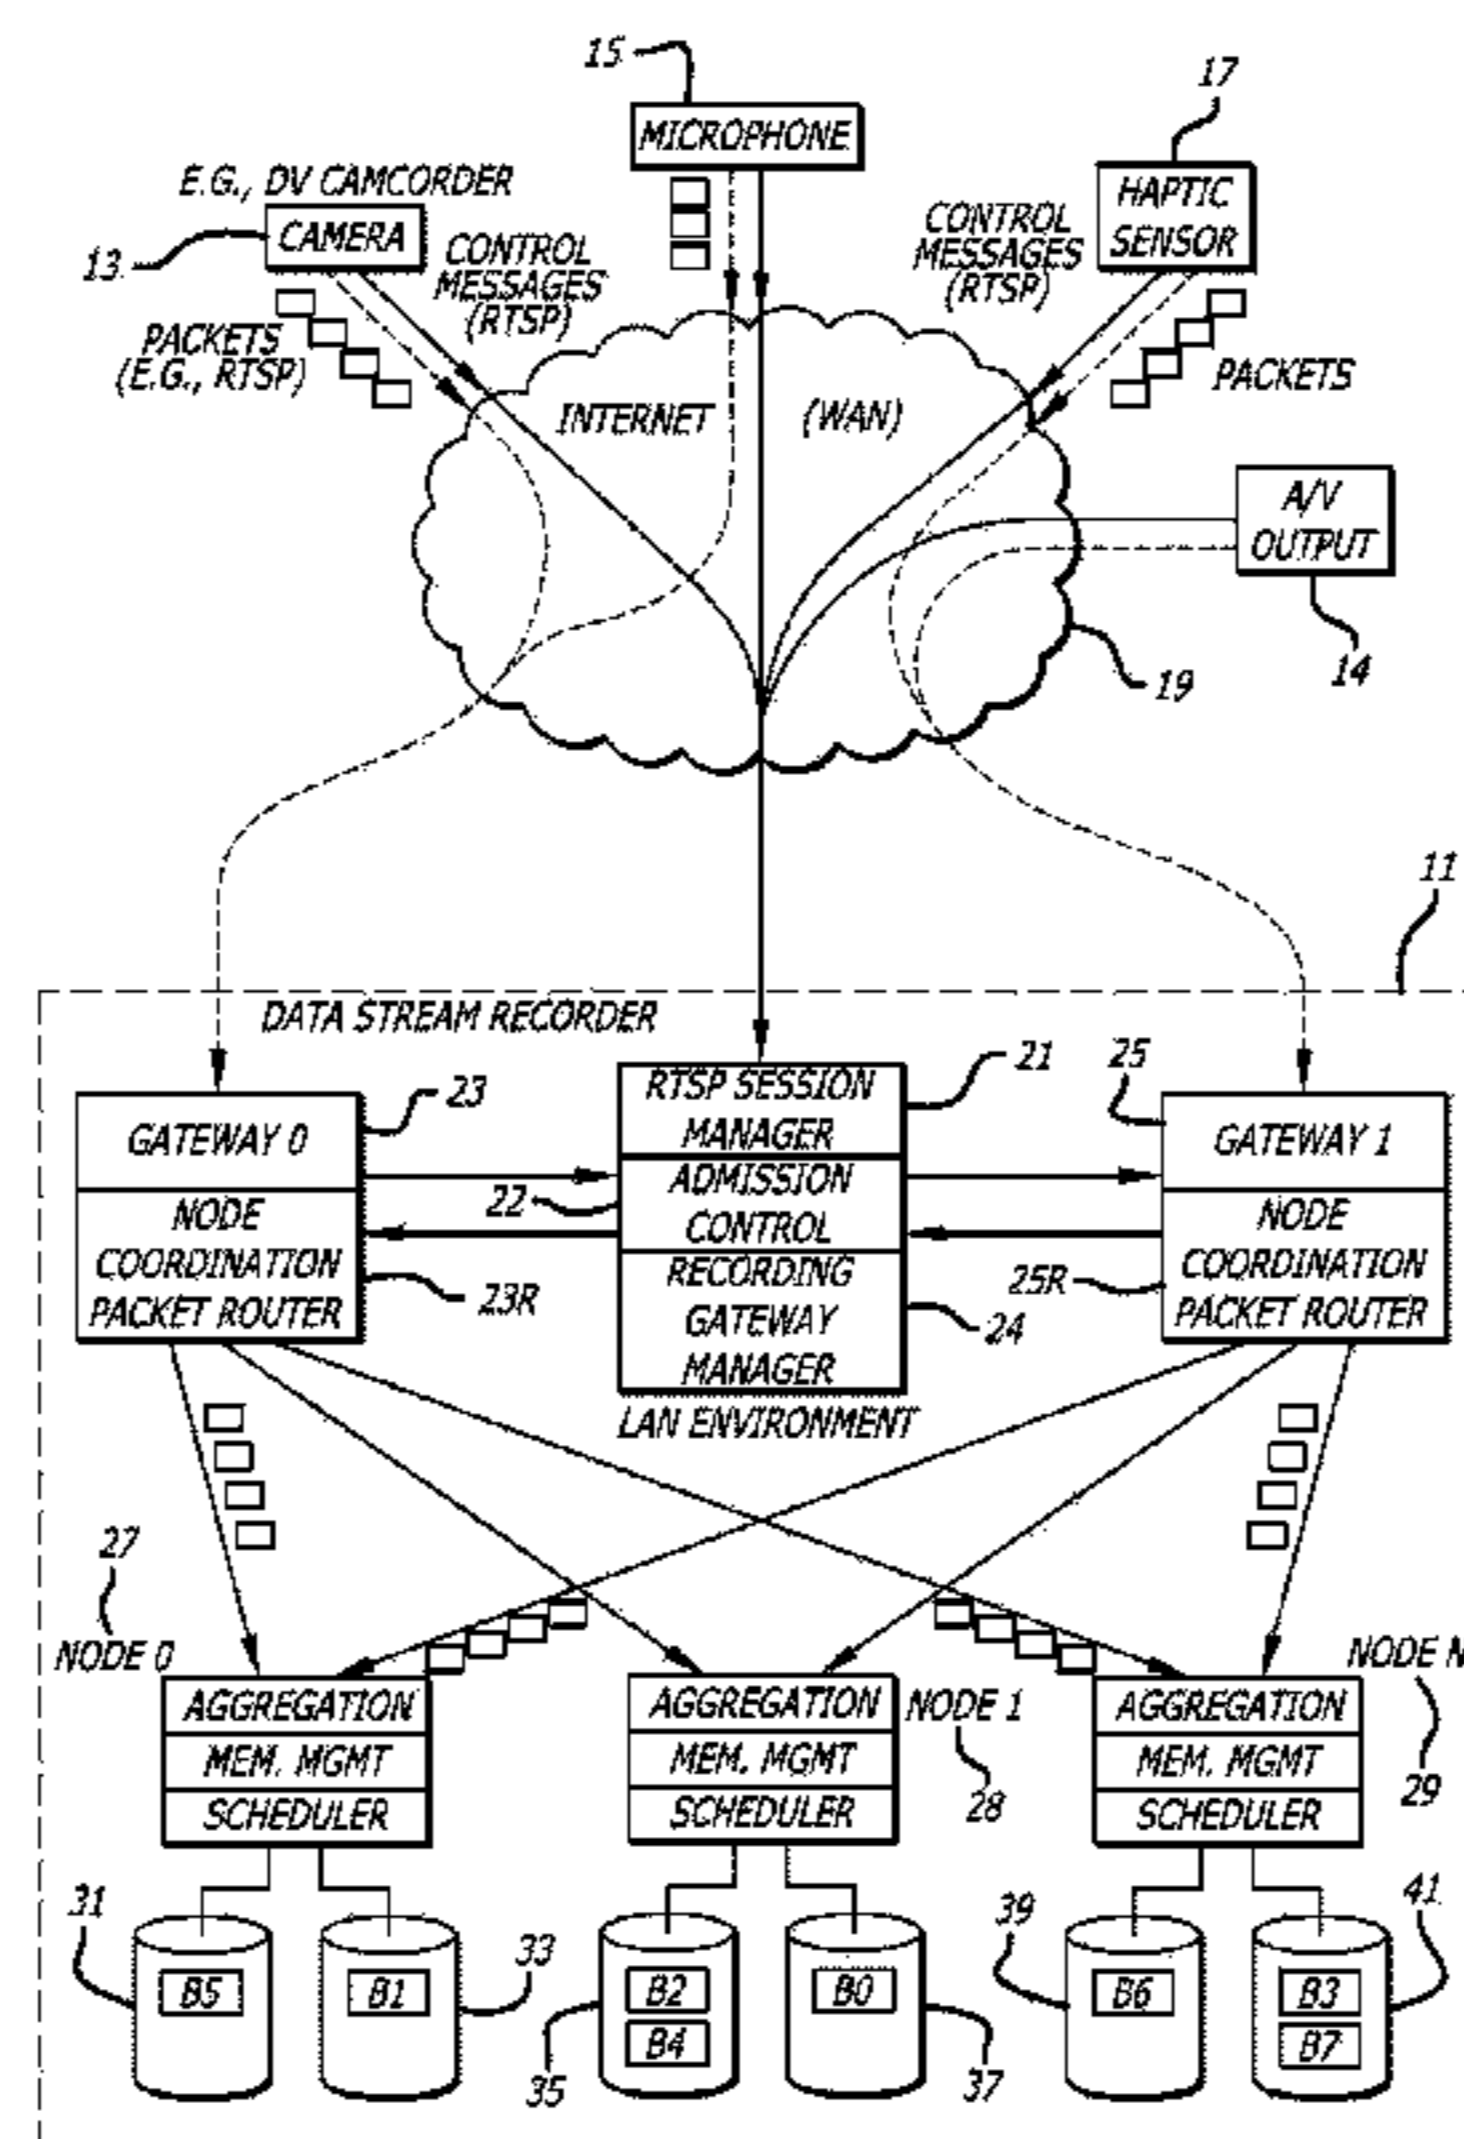 15
17
MICROPHONE
E.G., DV CAMCORDER
HAPTIC
SENSOR
CAMERA
13
CONTROL
MESSAGES
(RTSP)
CONTROL
MESSAGES
(RTSP)
PACKETS
(E.G., RTSP)
PACKETS
INTERNET
(WAN)
A/V
OUTPUT
14
19
11
DATA STREAM RECORDER
21
23
25
RTSP SESSION
MANAGER
GATEWAY 0
GATEWAY 1
22
ADMISSION
CONTROL
NODE
COORDINATION
PACKET ROUTER
NODE
COORDINATION
PACKET ROUTER
23R
25R
RECORDING
GATEWAY
MANAGER
24
LAN ENVIRONMENT
27
NODE 0
NODE N
29
AGGREGATION
MEM. MGMT
SCHEDULER
AGGREGATION
MEM. MGMT
SCHEDULER
NODE 1
28
AGGREGATION
MEM. MGMT
SCHEDULER
31
B5
B1
33
35
B2
B4
B0
37
39
B6
B3
B7
41